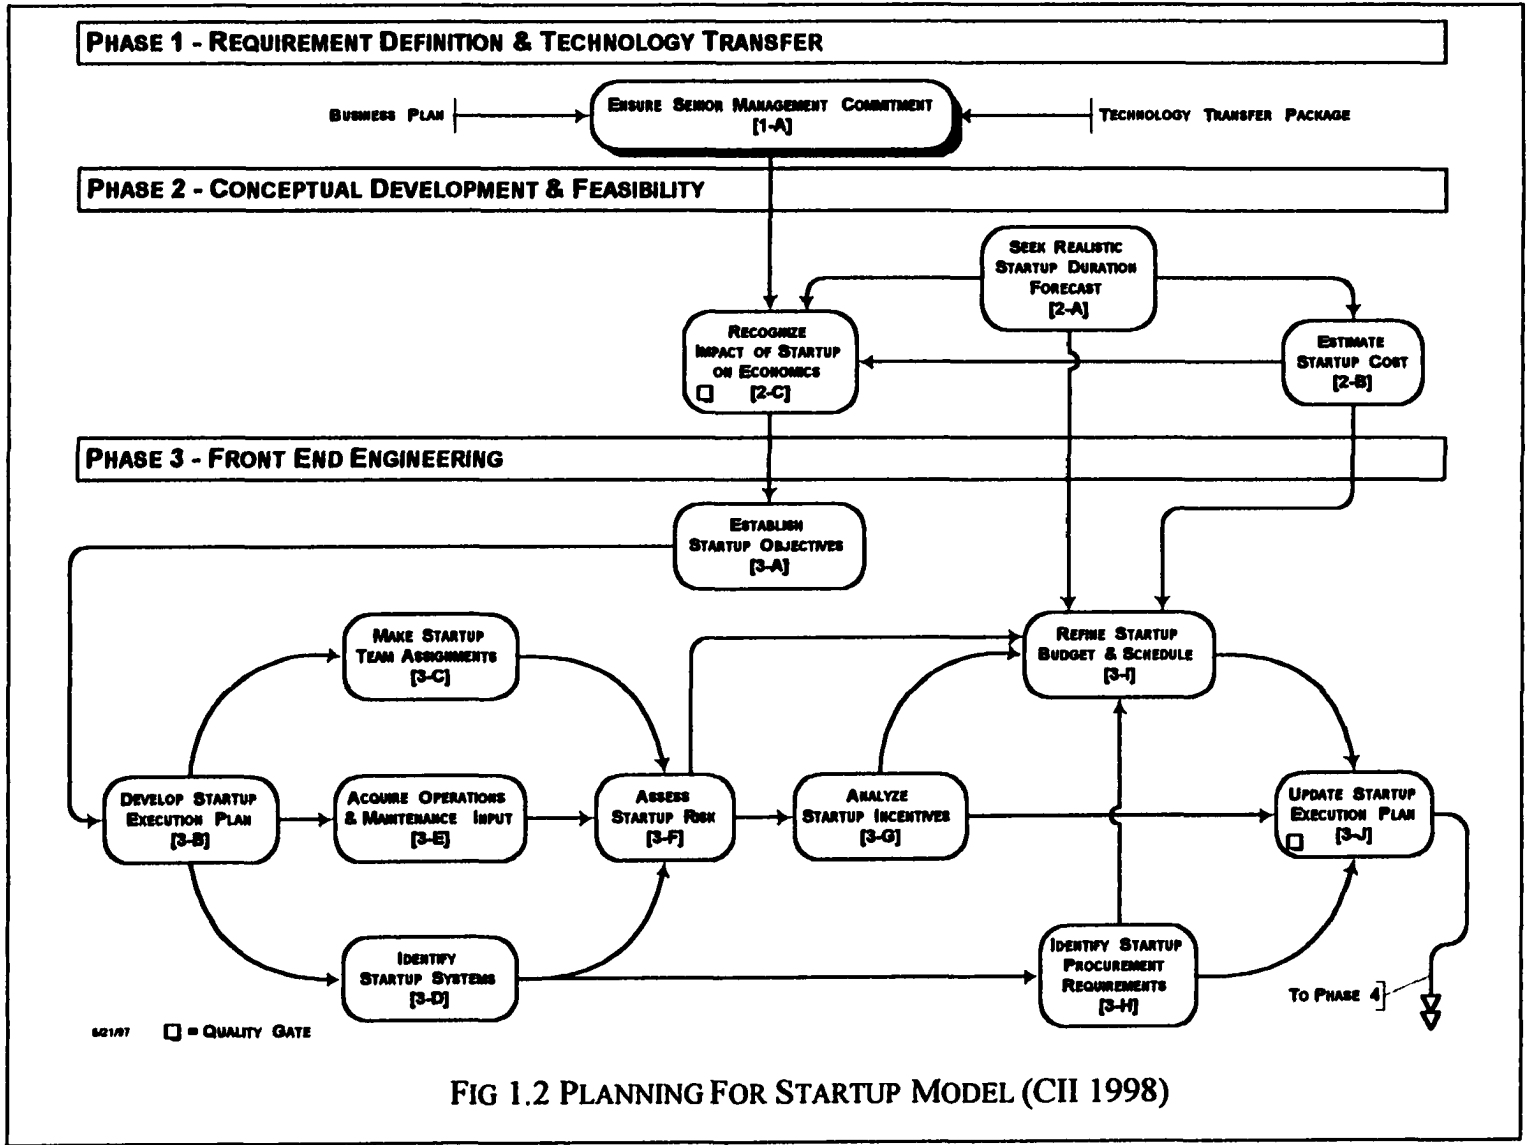 PHASE 1 - REQUIREMENT DEFINITION & TECHNOLOGY TRANSFER
BUSINESS PLAN
ENSURE SENIOR MANAGEMENT COMMITMENT
[1-A]
TECHNOLOGY TRANSFER PACKAGE
PHASE 2 - CONCEPTUAL DEVELOPMENT & FEASIBILITY
SEEK REALISTIC
STARTUP DURATION
FORECAST
[2-A]
RECOGNIZE
IMPACT OF STARTUP
ON ECONOMICS
[2-C]
ESTIMATE
STARTUP COST
[2-B]
PHASE 3 - FRONT END ENGINEERING
ESTABLISH
STARTUP OBJECTIVES
[3-A]
MAKE STARTUP
TEAM ASSIGNMENTS
[3-C]
REFINE STARTUP
BUDGET & SCHEDULE
[3-I]
DEVELOP STARTUP
EXECUTION PLAN
[3-B]
ACQUIRE OPERATIONS
& MAINTENANCE INPUT
[3-E]
ASSESS
STARTUP RISK
[3-F]
ANALYZE
STARTUP INCENTIVES
[3-G]
UPDATE STARTUP
EXECUTION PLAN
[3-J]
IDENTIFY
STARTUP SYSTEMS
[3-D]
IDENTIFY STARTUP
PROCUREMENT
REQUIREMENTS
[3-H]
TO PHASE 4
6/21/97
= QUALITY GATE
FIG 1.2 PLANNING FOR STARTUP MODEL (CII 1998)